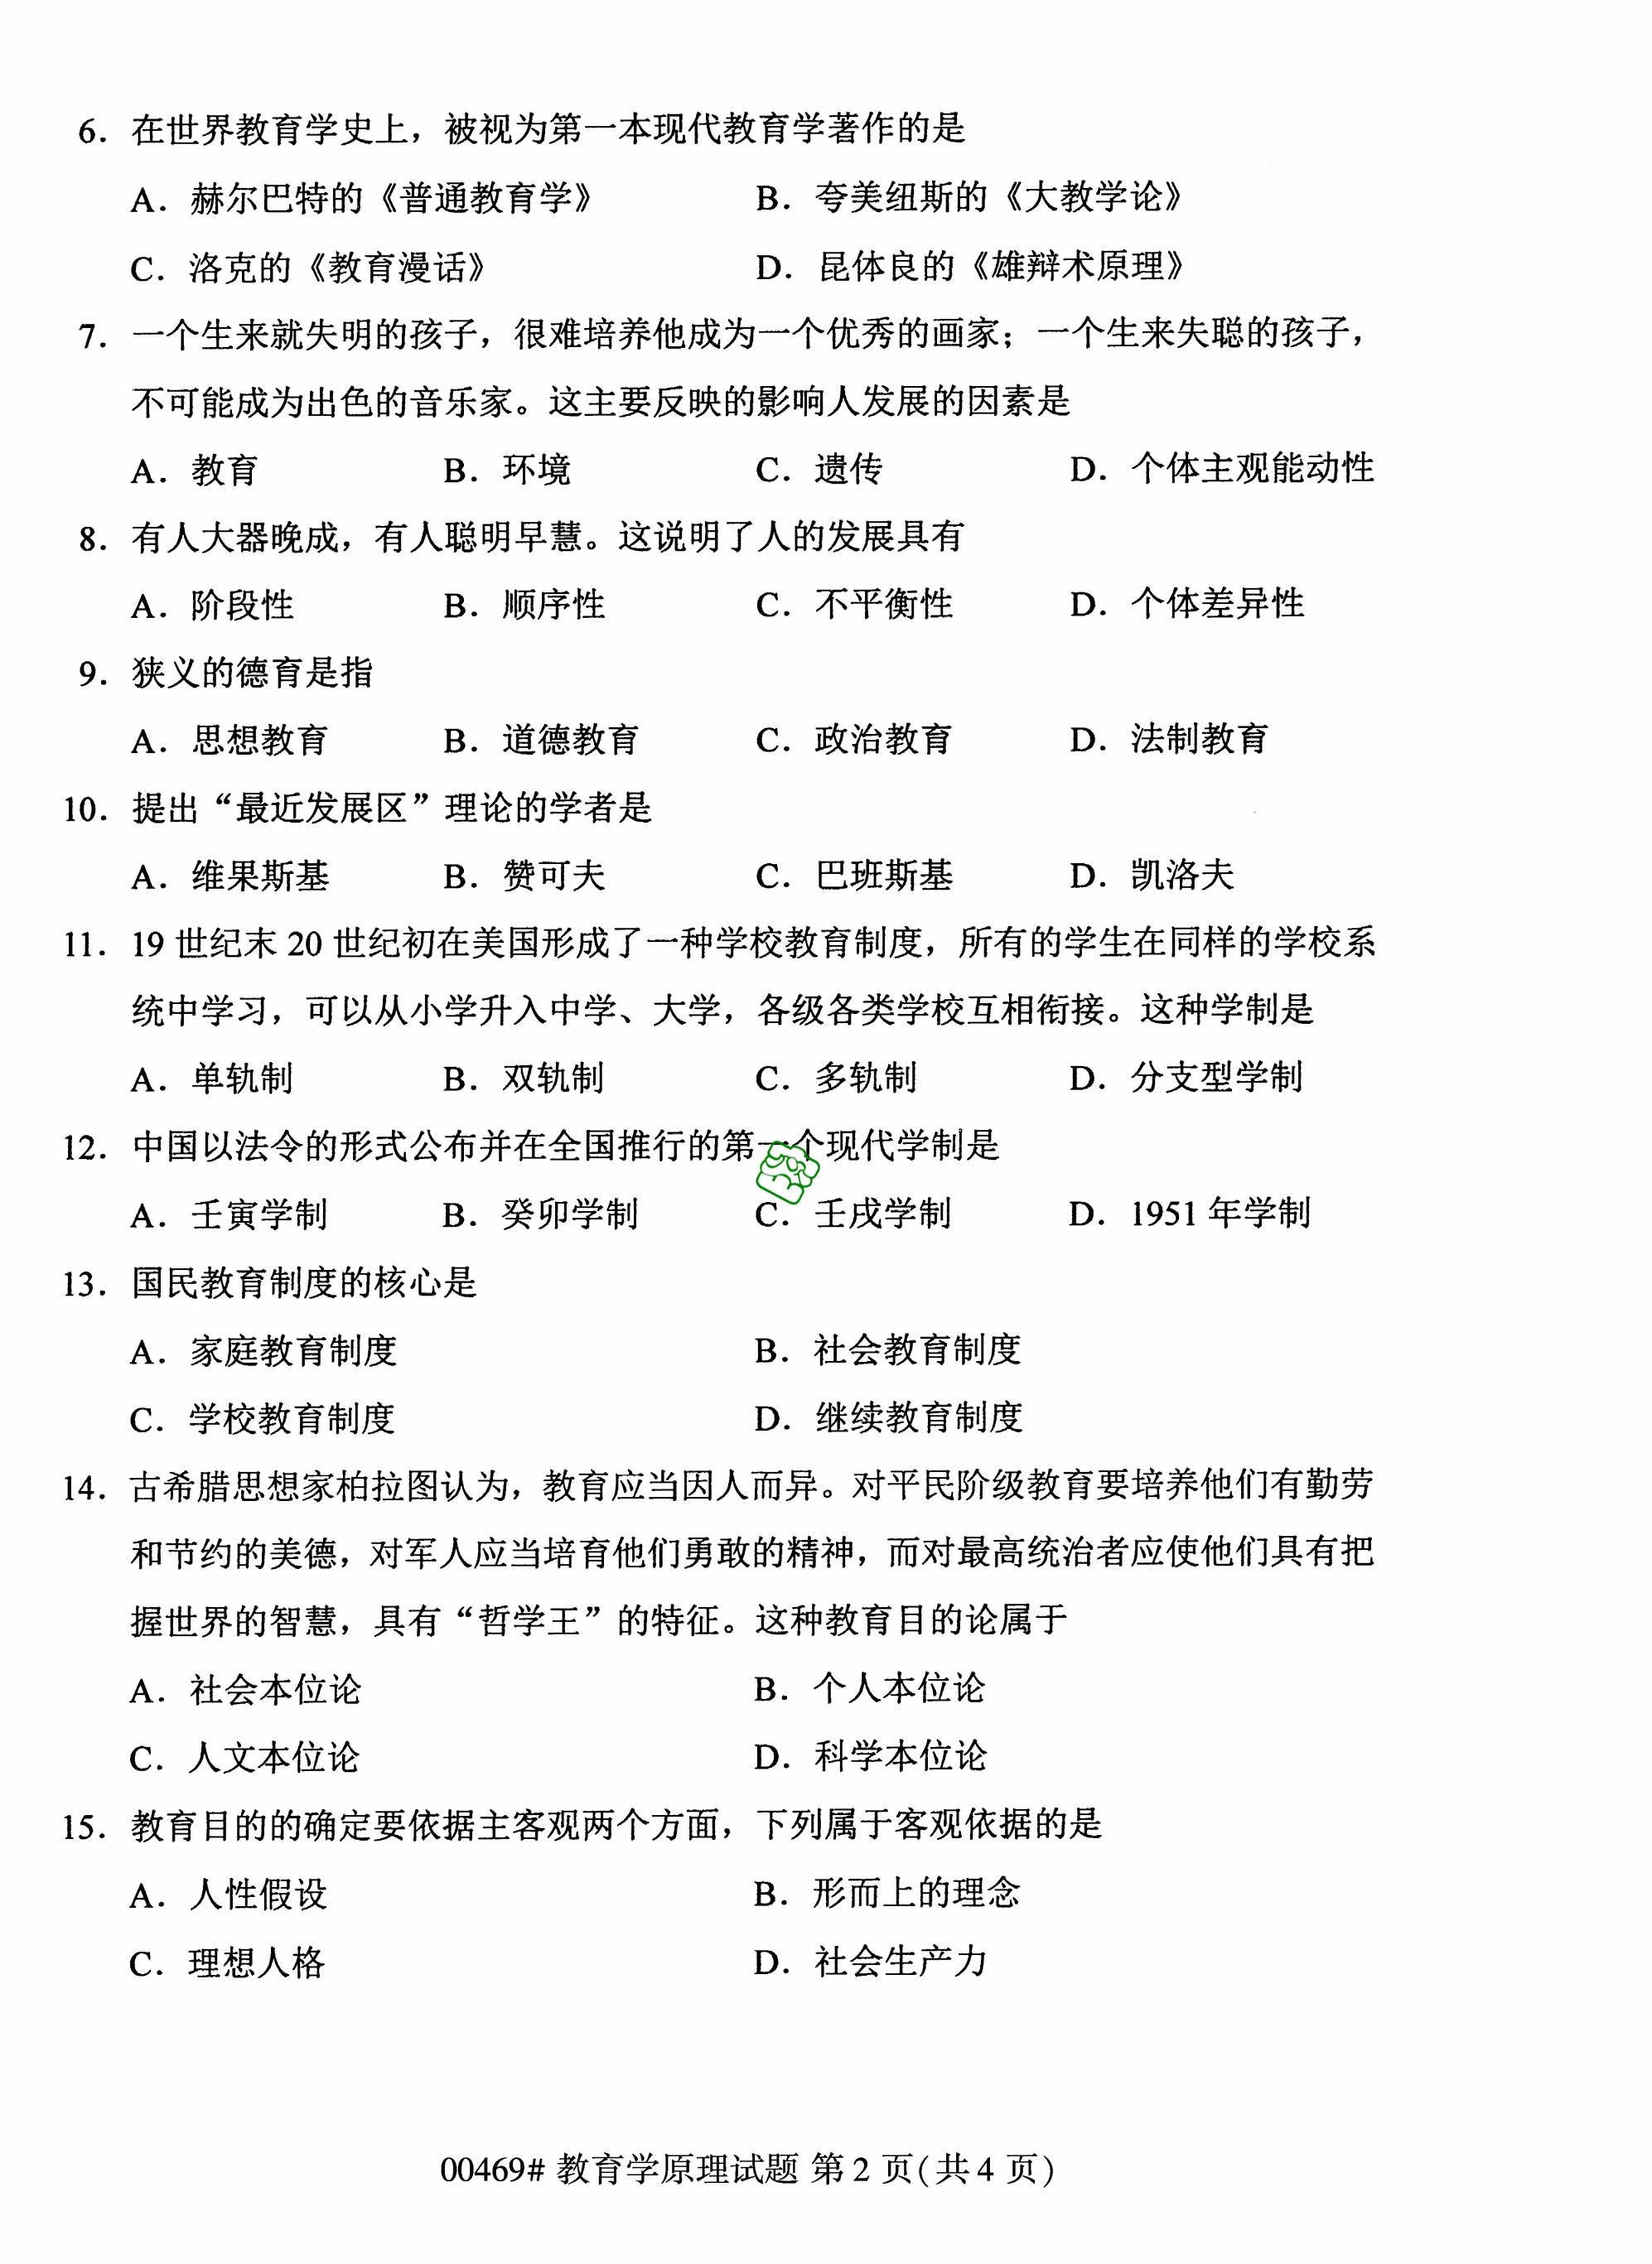 6. 在世界教育学史上，被视为第一本现代教育学著作的是
A. 赫尔巴特的《普通教育学》 B. 夸美纽斯的《大教学论》
C. 洛克的《教育漫话》 D. 昆体良的《雄辩术原理》
7. 一个生来就失明的孩子，很难培养他成为一个优秀的画家；一个生来失聪的孩子，
不可能成为出色的音乐家。这主要反映的影响人发展的因素是
A. 教育 B. 环境 C. 遗传 D. 个体主观能动性
8. 有人大器晚成，有人聪明早慧。这说明了人的发展具有
A. 阶段性 B. 顺序性 C. 不平衡性 D. 个体差异性
9. 狭义的德育是指
A. 思想教育 B. 道德教育 C. 政治教育 D. 法制教育
10. 提出“最近发展区”理论的学者是
A. 维果斯基 B. 赞可夫 C. 巴班斯基 D. 凯洛夫
11. 19 世纪末 20 世纪初在美国形成了一种学校教育制度，所有的学生在同样的学校系
统中学习，可以从小学升入中学、大学，各级各类学校互相衔接。这种学制是
A. 单轨制 B. 双轨制 C. 多轨制 D. 分支型学制
12. 中国以法令的形式公布并在全国推行的第一个现代学制是
A. 壬寅学制 B. 癸卯学制 C. 壬戌学制 D. 1951 年学制
13. 国民教育制度的核心是
A. 家庭教育制度 B. 社会教育制度
C. 学校教育制度 D. 继续教育制度
14. 古希腊思想家柏拉图认为，教育应当因人而异。对平民阶级教育要培养他们有勤劳
和节约的美德，对军人应当培育他们勇敢的精神，而对最高统治者应使他们具有把
握世界的智慧，具有“哲学王”的特征。这种教育目的论属于
A. 社会本位论 B. 个人本位论
C. 人文本位论 D. 科学本位论
15. 教育目的的确定要依据主客观两个方面，下列属于客观依据的是
A. 人性假设 B. 形而上的理念
C. 理想人格 D. 社会生产力
00469# 教育学原理试题 第 2 页(共 4 页)